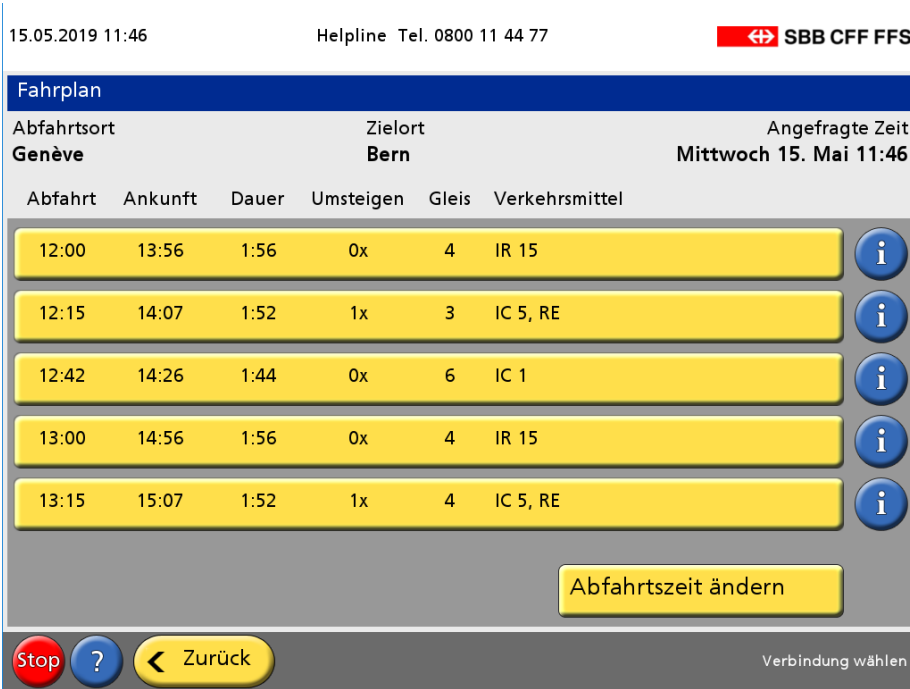 15.05.2019 11:46 Helpline Tel. 0800 11 44 77 SBB CFF FFS
Fahrplan
Abfahrtsort Zielort Angefragte Zeit
Genève Bern Mittwoch 15. Mai 11:46
Abfahrt Ankunft Dauer Umsteigen Gleis Verkehrsmittel
12:00 13:56 1:56 0x 4 IR 15 i
12:15 14:07 1:52 1x 3 IC 5, RE i
12:42 14:26 1:44 0x 6 IC 1 i
13:00 14:56 1:56 0x 4 IR 15 i
13:15 15:07 1:52 1x 4 IC 5, RE i
Abfahrtszeit ändern
Stop ? Zurück Verbindung wählen